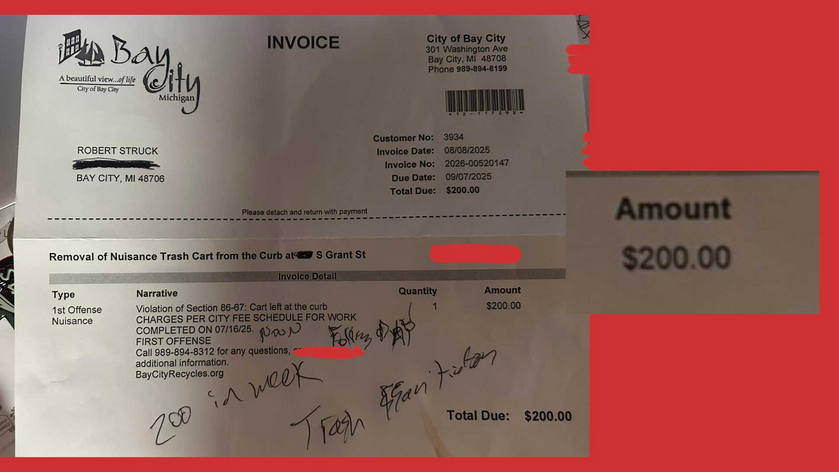 Bay
City
Michigan
A beautiful view...of life
City of Bay City
INVOICE
City of Bay City
301 Washington Ave
Bay City, MI 48708
Phone 989-894-8199
ROBERT STRUCK
BAY CITY, MI 48706
Customer No: 3934
Invoice Date: 08/08/2025
Invoice No: 2026-00520147
Due Date: 09/07/2025
Total Due: $200.00
Please detach and return with payment
Removal of Nuisance Trash Cart from the Curb at S Grant St
Invoice Detail
Type Narrative Quantity Amount
1st Offense Nuisance
Violation of Section 86-67: Cart left at the curb 1 $200.00
CHARGES PER CITY FEE SCHEDULE FOR WORK
COMPLETED ON 07/16/25.
FIRST OFFENSE
Call 989-894-8312 for any questions,
additional information.
BayCityRecycles.org
Noon
200 in week
Trash
Total Due: $200.00
Amount
$200.00